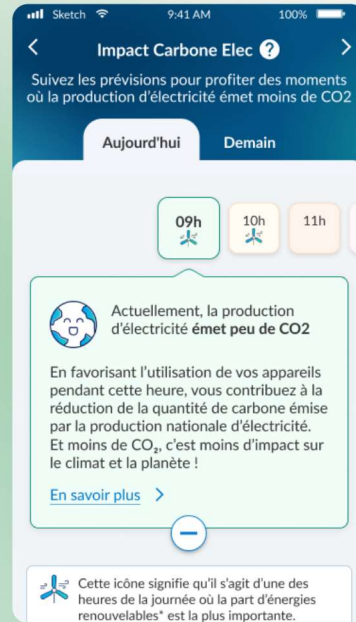 Sketch 9:41 AM 100%
Impact Carbone Elec ?
Suivez les prévisions pour profiter des moments
où la production d'électricité émet moins de CO2
Aujourd'hui Demain
09h 10h 11h
Actuellement, la production
d'électricité émet peu de CO2
En favorisant l'utilisation de vos appareils
pendant cette heure, vous contribuez à la
réduction de la quantité de carbone émise
par la production nationale d'électricité.
Et moins de CO₂, c'est moins d'impact sur
le climat et la planète !
En savoir plus
Cette icône signifie qu'il s'agit d'une des
heures de la journée où la part d'énergies
renouvelables* est la plus importante.